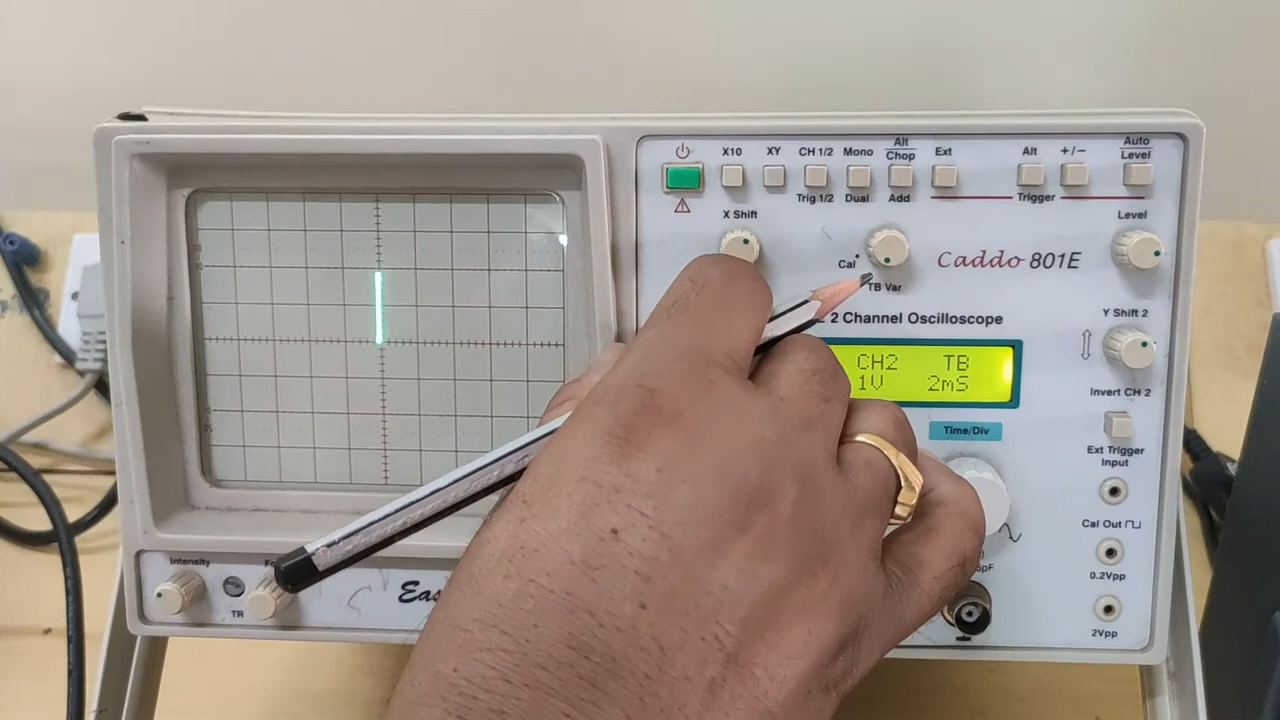 X10 XY CH 1/2 Mono Alt Ext Alt +/− Auto
Chop Level
Trig 1/2 Dual Add Trigger
X Shift Level
Cal
TB Var
Caddo 801E
2 Channel Oscilloscope
Y Shift 2
CH2 TB
1V 2mS
Invert CH 2
Time/Div
Ext Trigger
Input
Cal Out
0.2Vpp
2Vpp
Intensity
TR